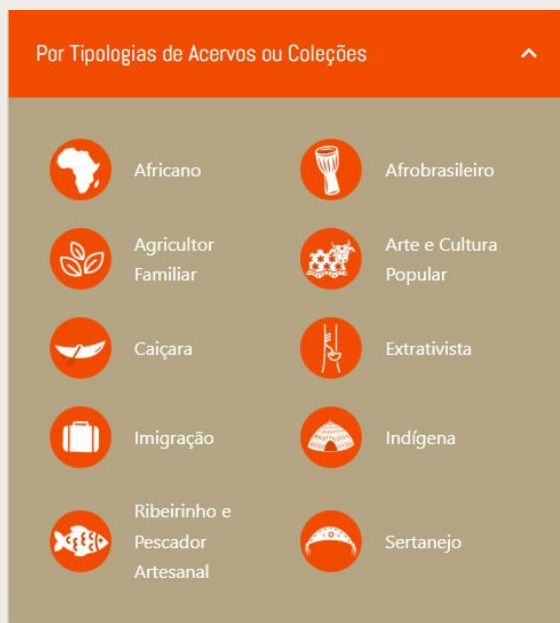 Por Tipologias de Acervos ou Coleções
Africano
Afrobrasileiro
Agricultor
Familiar
Arte e Cultura
Popular
Caiçara
Extrativista
Imigração
Indígena
Ribeirinho e
Pescador
Artesanal
Sertanejo